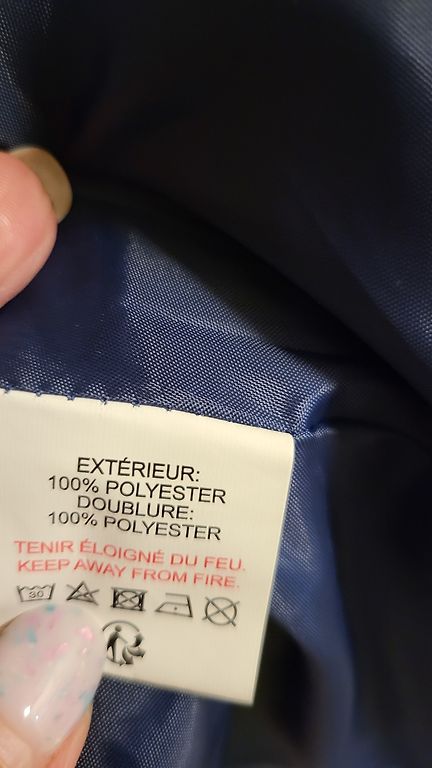 EXTÉRIEUR:
100% POLYESTER
DOUBLURE:
100% POLYESTER
TENIR ÉLOIGNÉ DU FEU.
KEEP AWAY FROM FIRE.
30